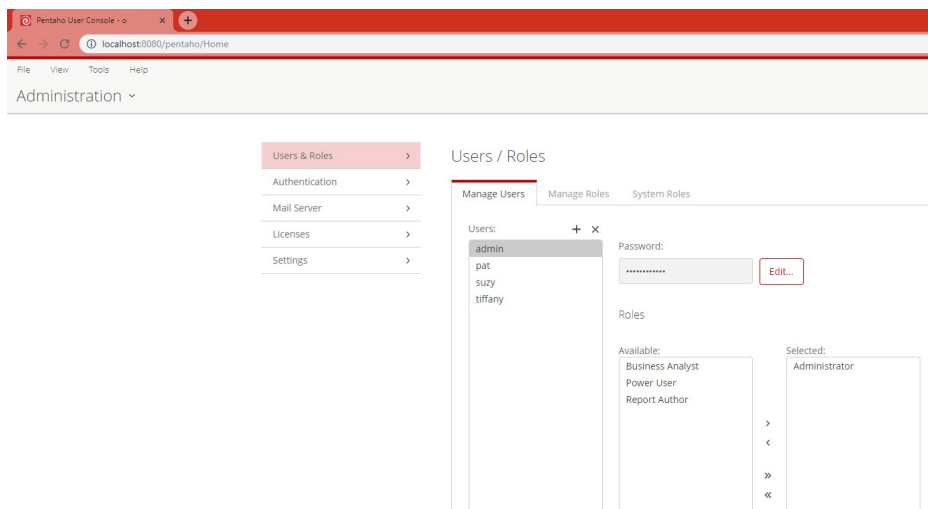 Pentaho User Console - o
localhost:8080/pentaho/Home
File View Tools Help
Administration
Users & Roles
Authentication
Mail Server
Licenses
Settings
Users / Roles
Manage Users Manage Roles System Roles
Users:
admin
pat
suzy
tiffany
Password:
••••••••••••
Edit...
Roles
Available:
Business Analyst
Power User
Report Author
Selected:
Administrator